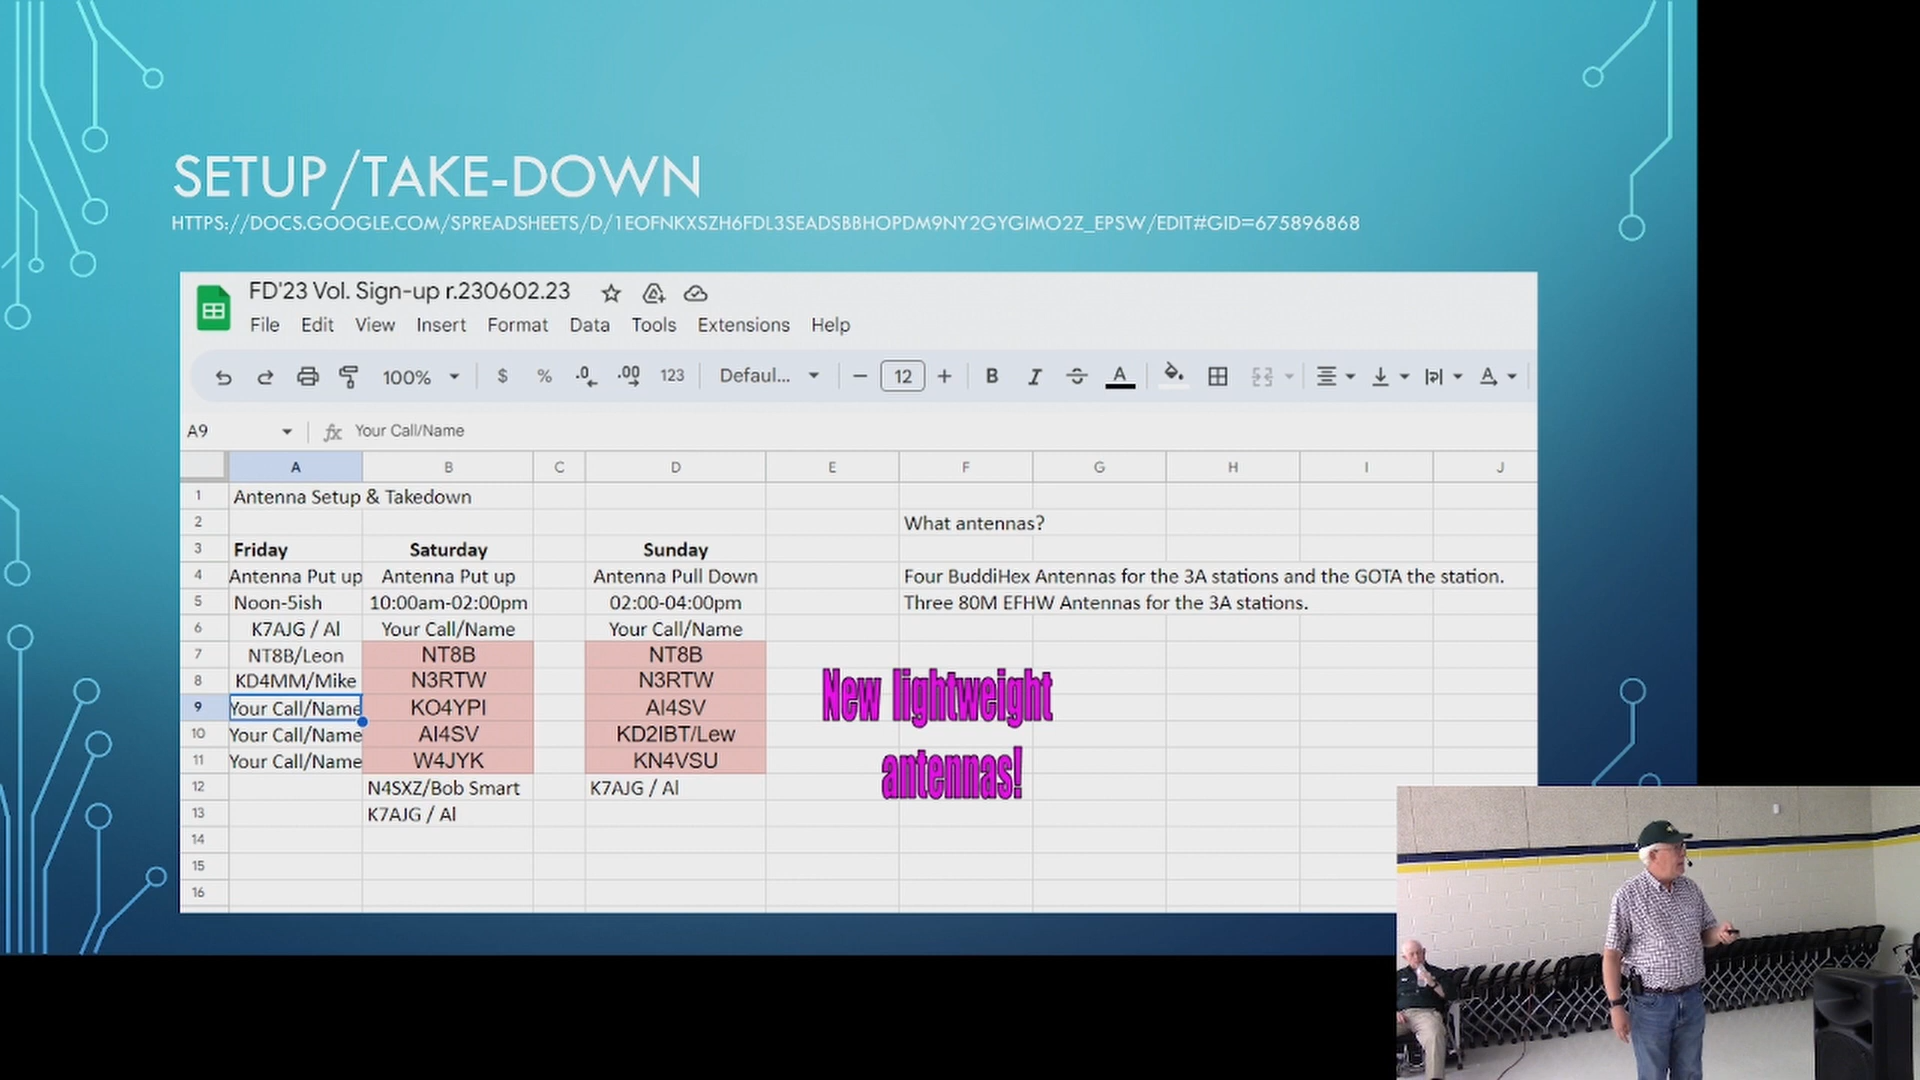 SETUP/TAKE-DOWN
HTTPS://DOCS.GOOGLE.COM/SPREADSHEETS/D/1EOFNKXSZH6FDL3SEADSBBHOPDM9NY2GYGIMO2Z_EPSW/EDIT#GID=675896868
FD'23 Vol. Sign-up r.230602.23
File Edit View Insert Format Data Tools Extensions Help
100% $ % .0 .00 123 Defaul... − 12 + B I S A
A9 fx Your Call/Name
A B C D E F G H I J
1 Antenna Setup & Takedown
2 What antennas?
3 Friday Saturday Sunday
4 Antenna Put up Antenna Put up Antenna Pull Down Four BuddiHex Antennas for the 3A stations and the GOTA the station.
5 Noon-5ish 10:00am-02:00pm 02:00-04:00pm Three 80M EFHW Antennas for the 3A stations.
6 K7AJG / Al Your Call/Name Your Call/Name
7 NT8B/Leon NT8B NT8B
8 KD4MM/Mike N3RTW N3RTW
9 Your Call/Name KO4YPI AI4SV
10 Your Call/Name AI4SV KD2IBT/Lew
11 Your Call/Name W4JYK KN4VSU
12 N4SXZ/Bob Smart K7AJG / Al
13 K7AJG / Al
14
15
16
New lightweight
antennas!